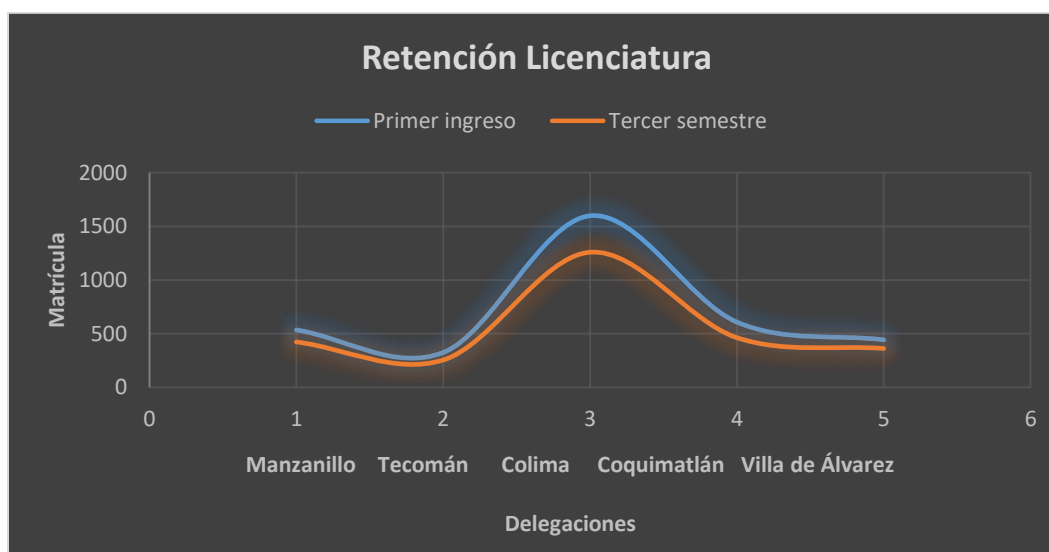 Retención Licenciatura
Primer ingreso Tercer semestre
2000
1500
1000
500
0
Matrícula
0 1 2 3 4 5 6
Manzanillo Tecomán Colima Coquimatlán Villa de Álvarez
Delegaciones